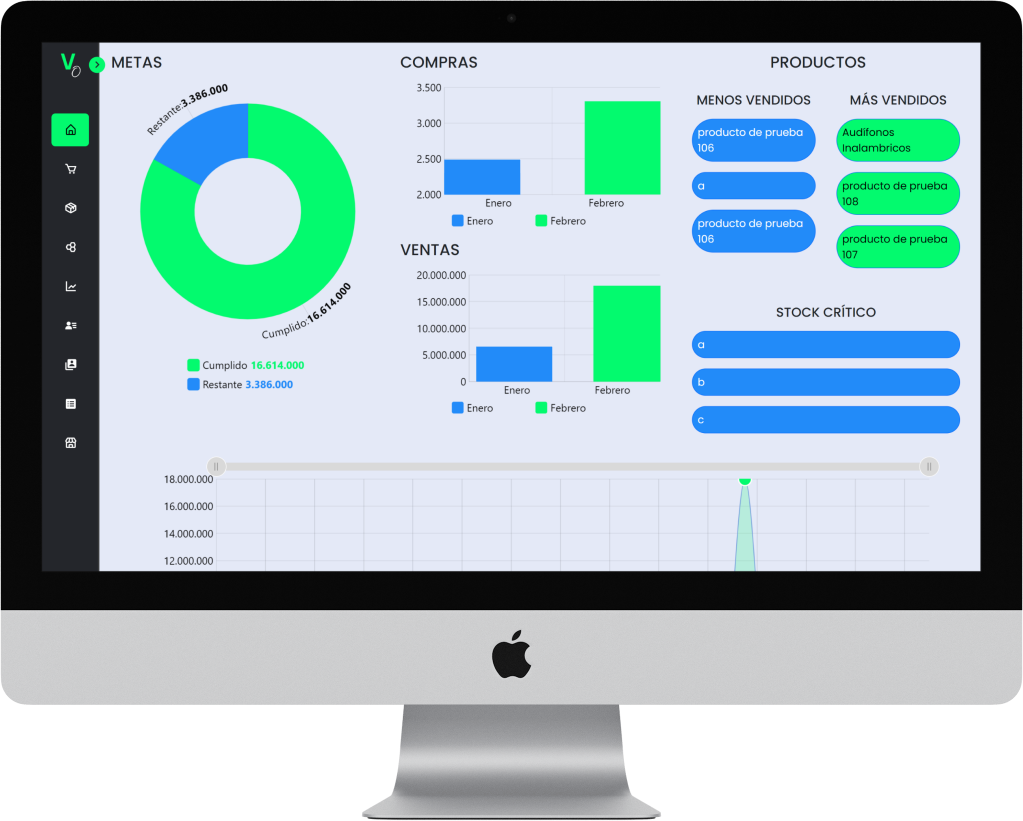 VO
METAS
Restante:3.386.000
Cumplido:16.614.000
Cumplido 16.614.000
Restante 3.386.000
COMPRAS
3.500
3.000
2.500
2.000
Enero
Febrero
Enero
Febrero
VENTAS
20.000.000
15.000.000
10.000.000
5.000.000
0
Enero
Febrero
Enero
Febrero
PRODUCTOS
MENOS VENDIDOS
producto de prueba
106
a
producto de prueba
106
MÁS VENDIDOS
Audífonos
Inalambricos
producto de prueba
108
producto de prueba
107
STOCK CRÍTICO
a
b
c
18.000.000
16.000.000
14.000.000
12.000.000